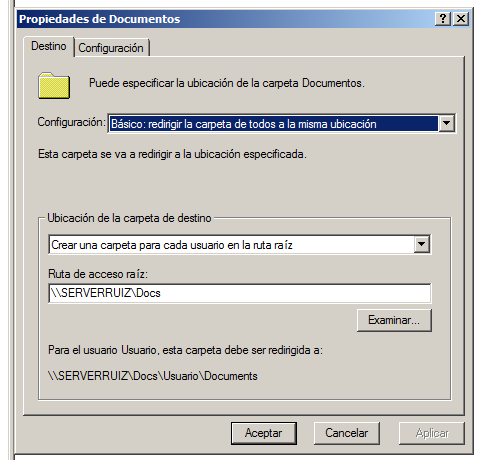 Propiedades de Documentos
Destino
Configuración
Puede especificar la ubicación de la carpeta Documentos.
Configuración: Básico: redirigir la carpeta de todos a la misma ubicación
Esta carpeta se va a redirigir a la ubicación especificada.
Ubicación de la carpeta de destino
Crear una carpeta para cada usuario en la ruta raíz
Ruta de acceso raíz:
\\SERVERRUIZ\Docs
Examinar...
Para el usuario Usuario, esta carpeta debe ser redirigida a:
\\SERVERRUIZ\Docs\Usuario\Documents
Aceptar
Cancelar
Aplicar